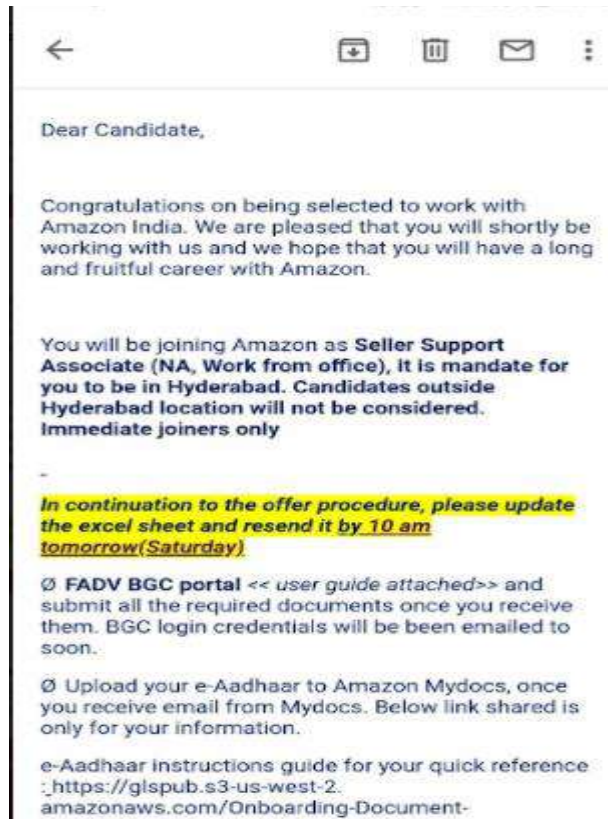 Dear Candidate,
Congratulations on being selected to work with
Amazon India. We are pleased that you will shortly be
working with us and we hope that you will have a long
and fruitful career with Amazon.
You will be joining Amazon as Seller Support
Associate (NA, Work from office), It is mandate for
you to be in Hyderabad. Candidates outside
Hyderabad location will not be considered.
Immediate joiners only
-
In continuation to the offer procedure, please update
the excel sheet and resend it by 10 am
tomorrow(Saturday)
Ø FADV BGC portal << user guide attached>> and
submit all the required documents once you receive
them. BGC login credentials will be been emailed to
soon.
Ø Upload your e-Aadhaar to Amazon Mydocs, once
you receive email from Mydocs. Below link shared is
only for your information.
e-Aadhaar instructions guide for your quick reference
: https://glspub.s3-us-west-2.
amazonaws.com/Onboarding-Document-